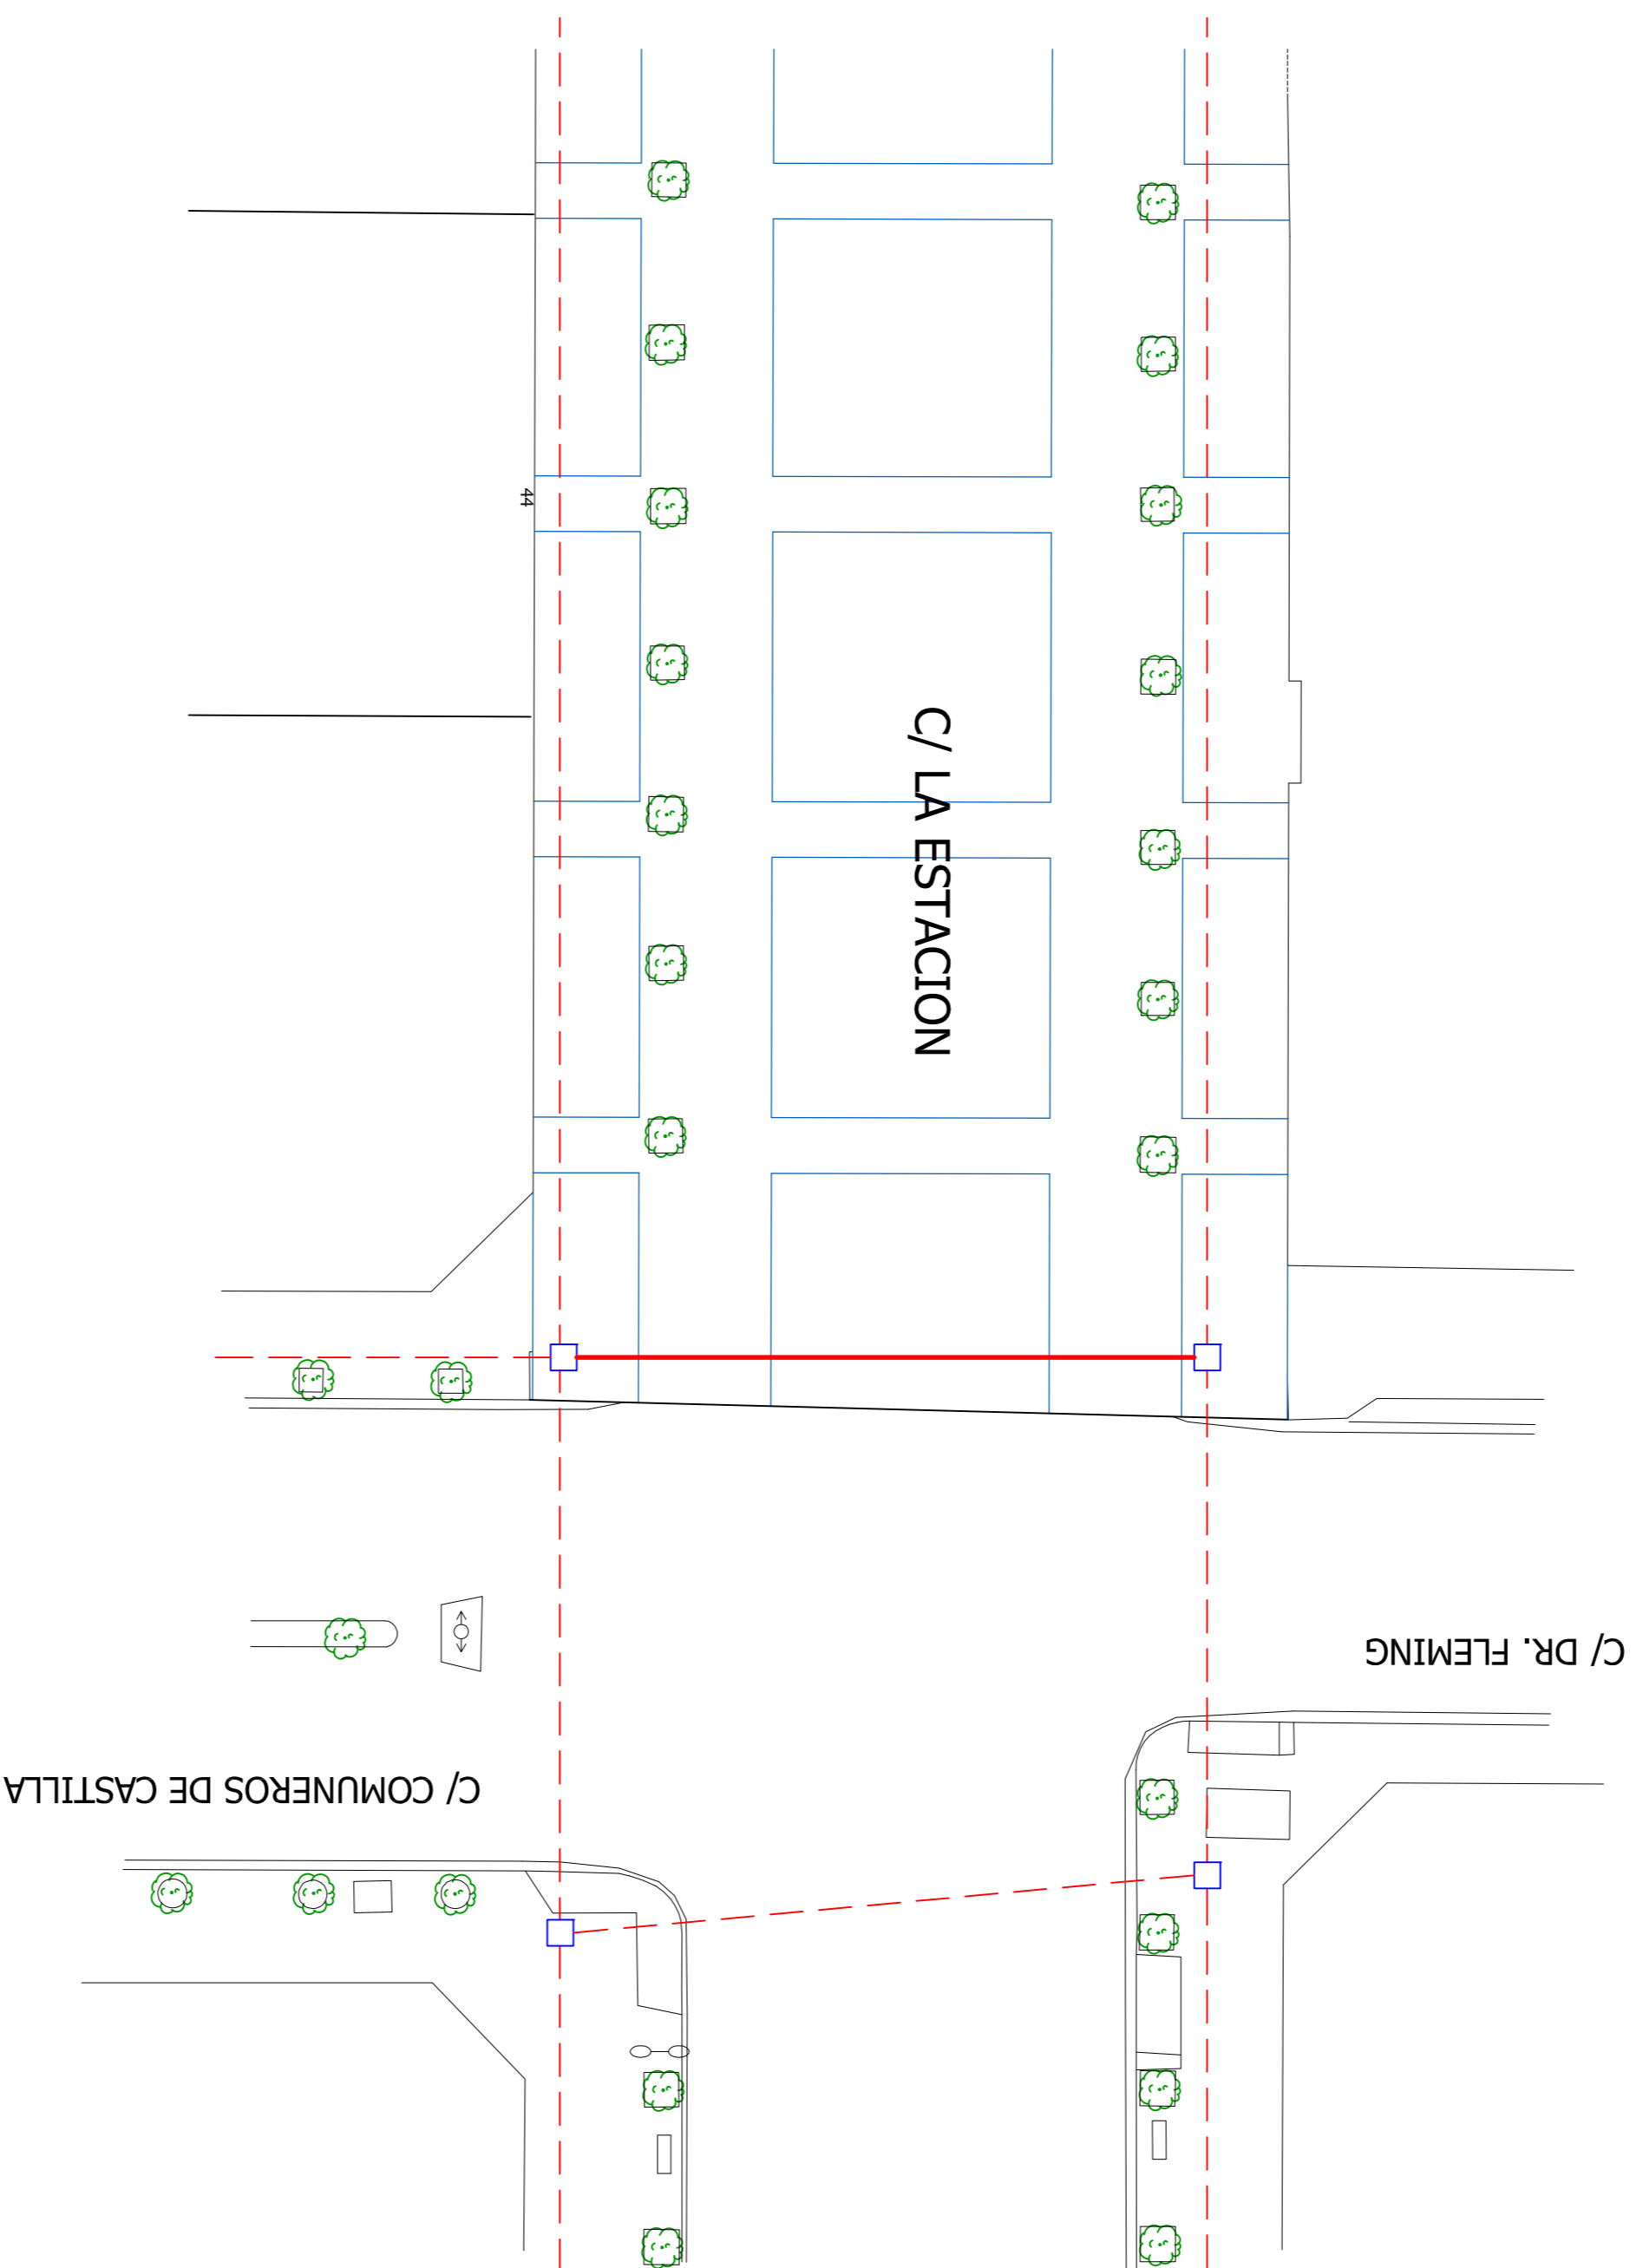 44
C/ LA ESTACION
C/ DR. FLEMING
C/ COMUNEROS DE CASTILLA